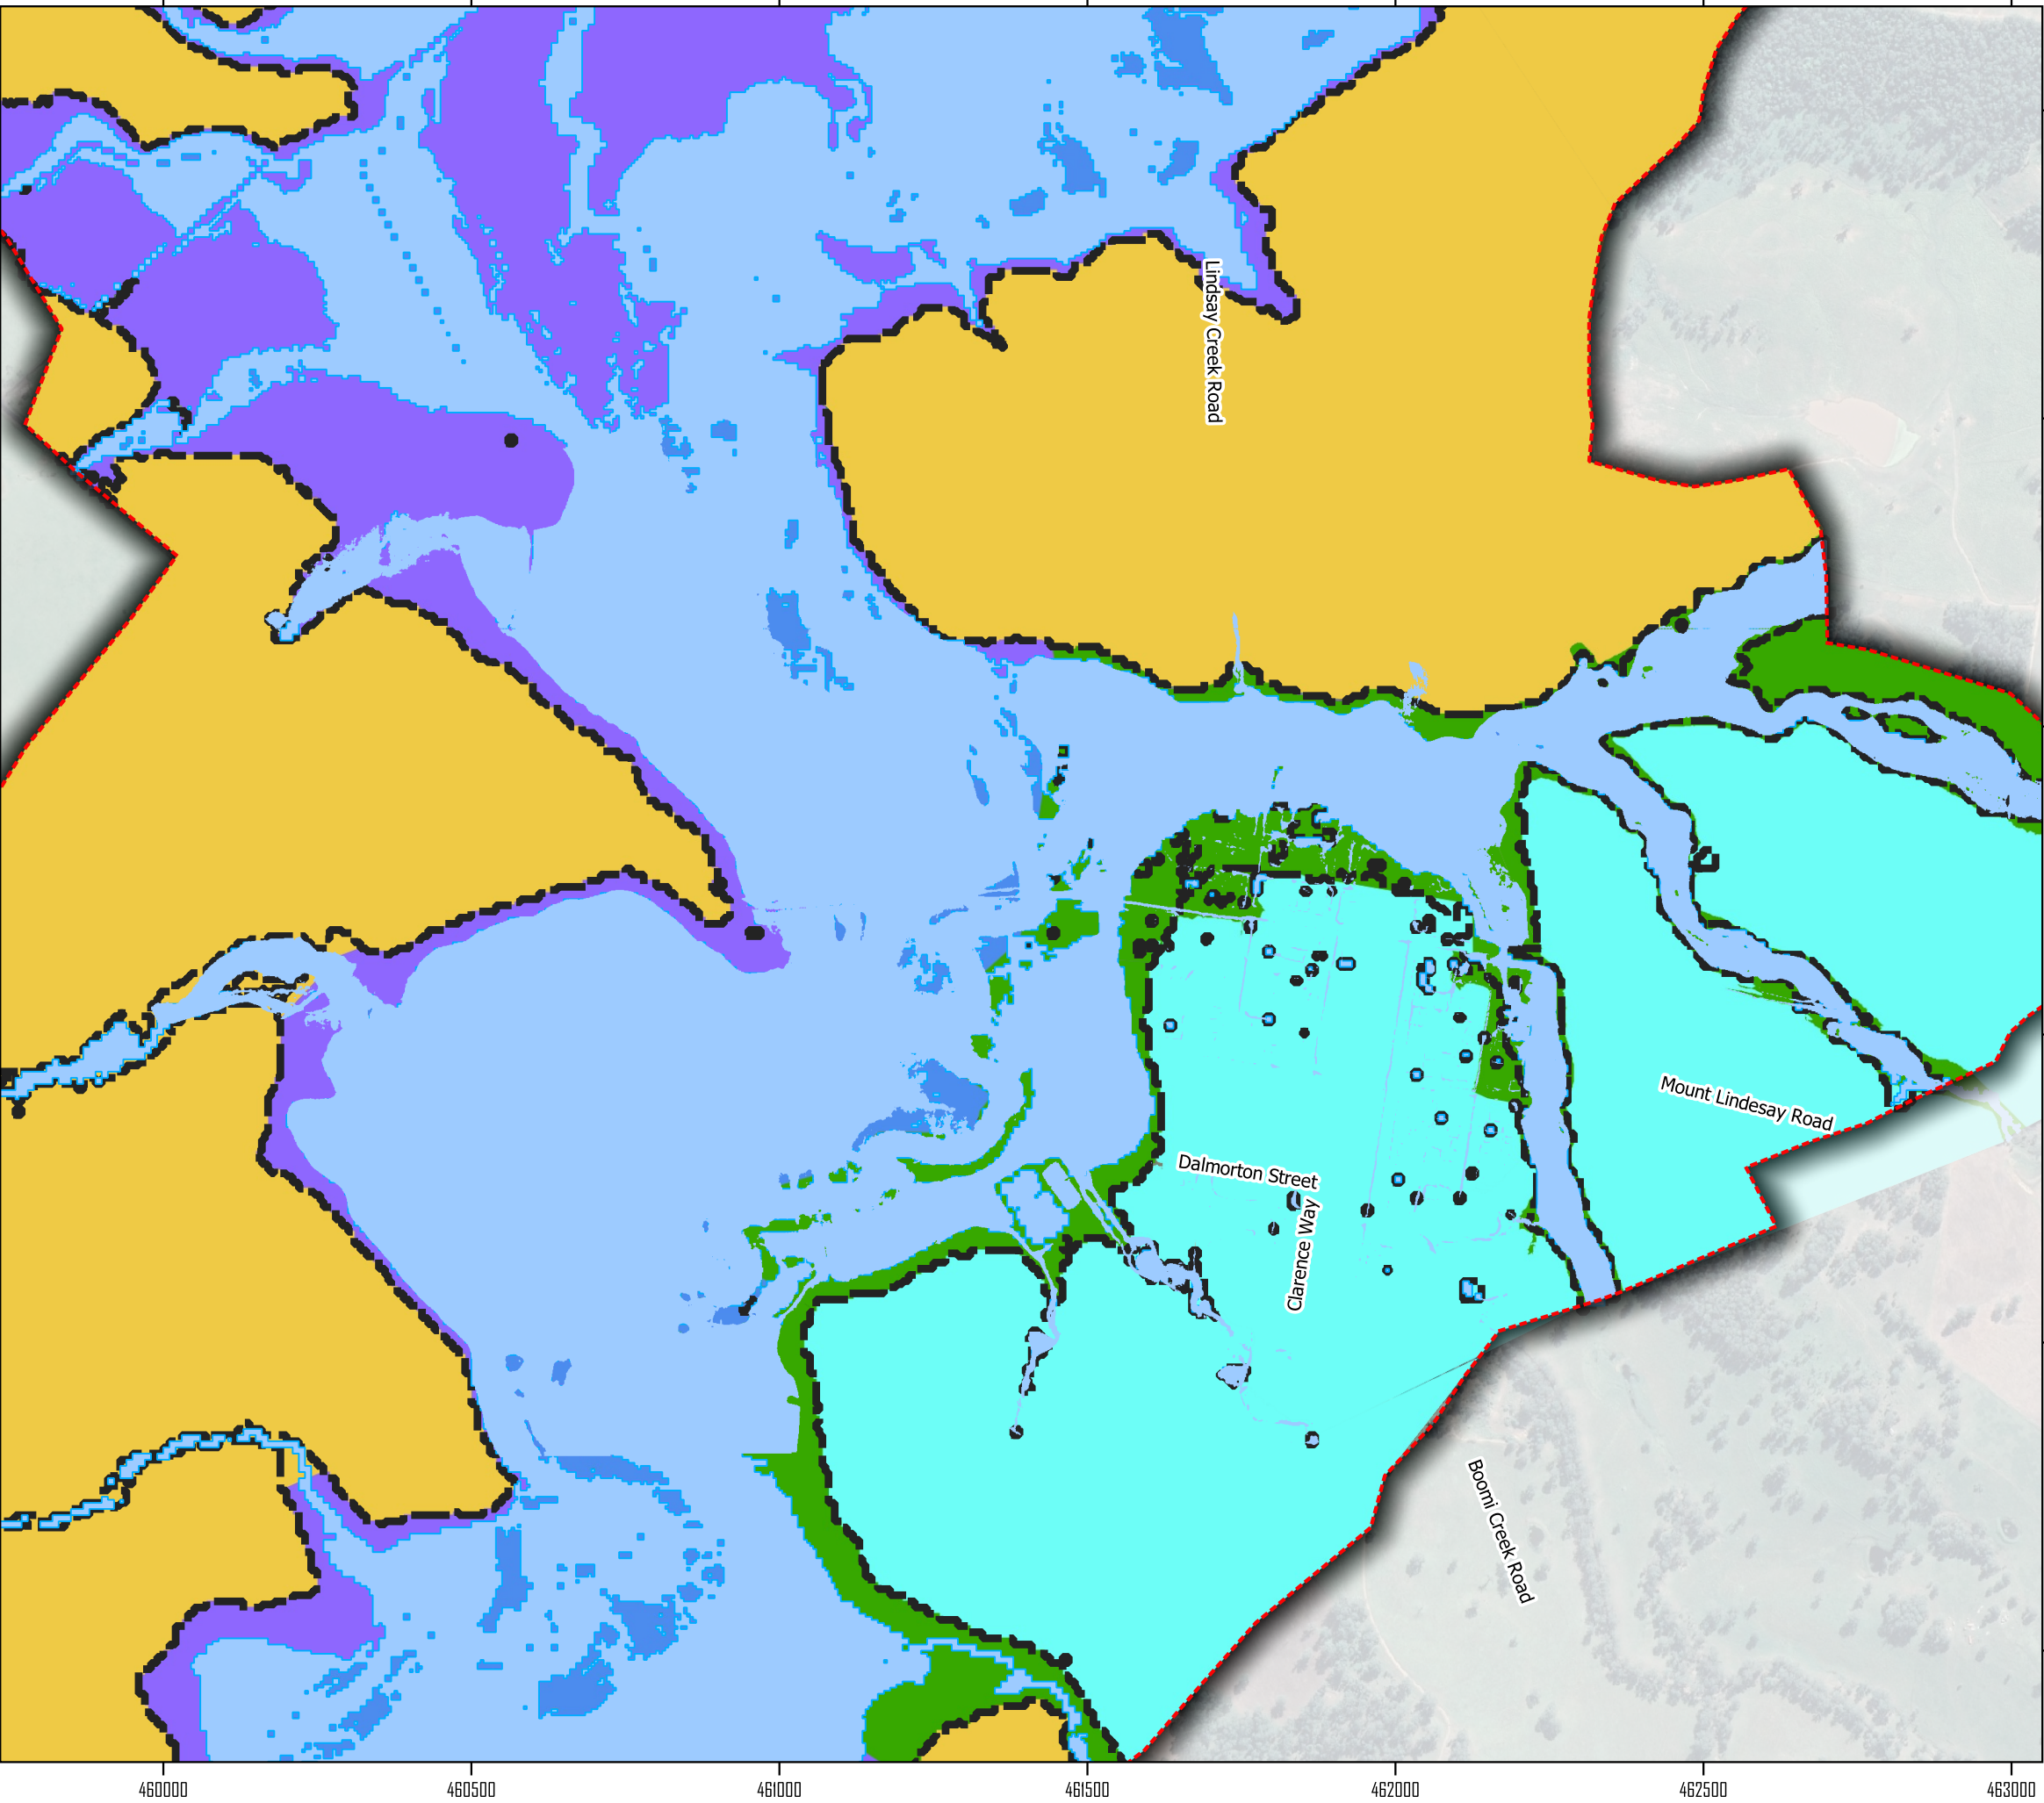 Lindsay Creek Road
Mount Lindesay Road
Dalmorton Street
Clarence Way
Boomi Creek Road
460000 460500 461000 461500 462000 462500 463000